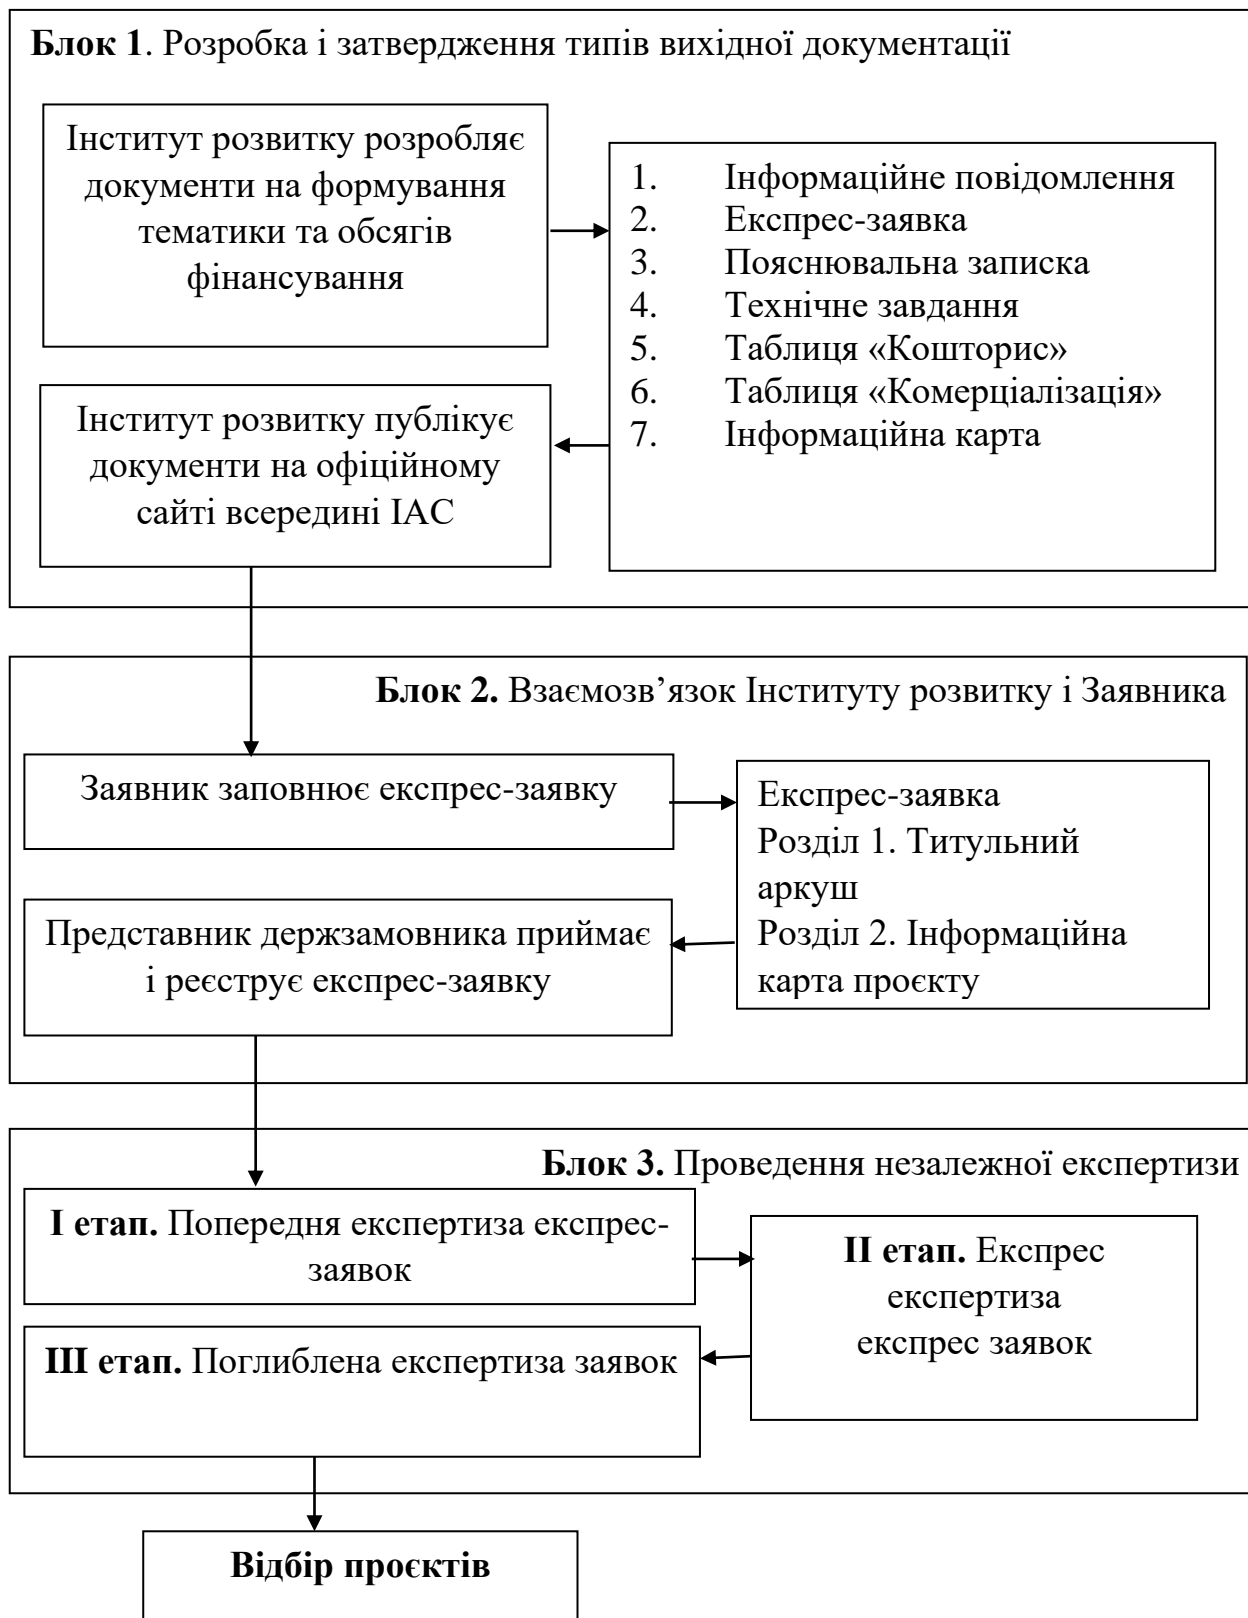 Блок 1. Розробка і затвердження типів вихідної документації
Інститут розвитку розробляє
документи на формування
тематики та обсягів
фінансування
1. Інформаційне повідомлення
2. Експрес-заявка
3. Пояснювальна записка
4. Технічне завдання
5. Таблиця «Кошторис»
6. Таблиця «Комерціалізація»
7. Інформаційна карта
Інститут розвитку публікує
документи на офіційному
сайті всередині ІАС
Блок 2. Взаємозв’язок Інституту розвитку і Заявника
Заявник заповнює експрес-заявку
Експрес-заявка
Розділ 1. Титульний
аркуш
Розділ 2. Інформаційна
карта проєкту
Представник держзамовника приймає
і реєструє експрес-заявку
Блок 3. Проведення незалежної експертизи
І етап. Попередня експертиза експрес-
заявок
ІІ етап. Експрес
експертиза
експрес заявок
ІІІ етап. Поглиблена експертиза заявок
Відбір проєктів